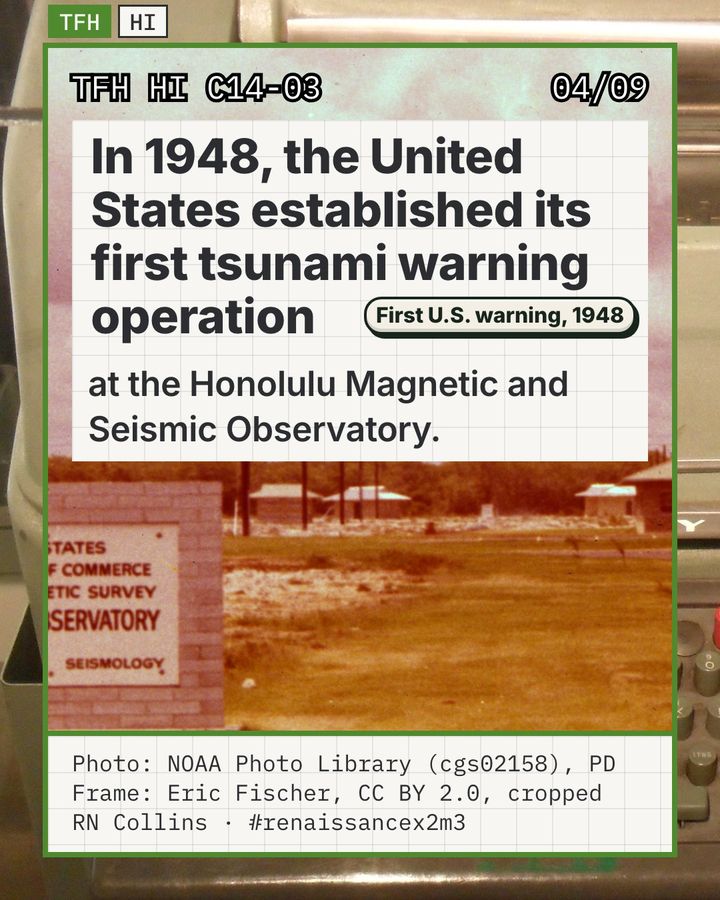 TFH HI
TFH HI C14-03 04/09
In 1948, the United
States established its
first tsunami warning
operation
First U.S. warning, 1948
at the Honolulu Magnetic and
Seismic Observatory.
STATES
F COMMERCE
ETIC SURVEY
SERVATORY
SEISMOLOGY
Y
Photo: NOAA Photo Library (cgs02158), PD
Frame: Eric Fischer, CC BY 2.0, cropped
RN Collins · #renaissancex2m3